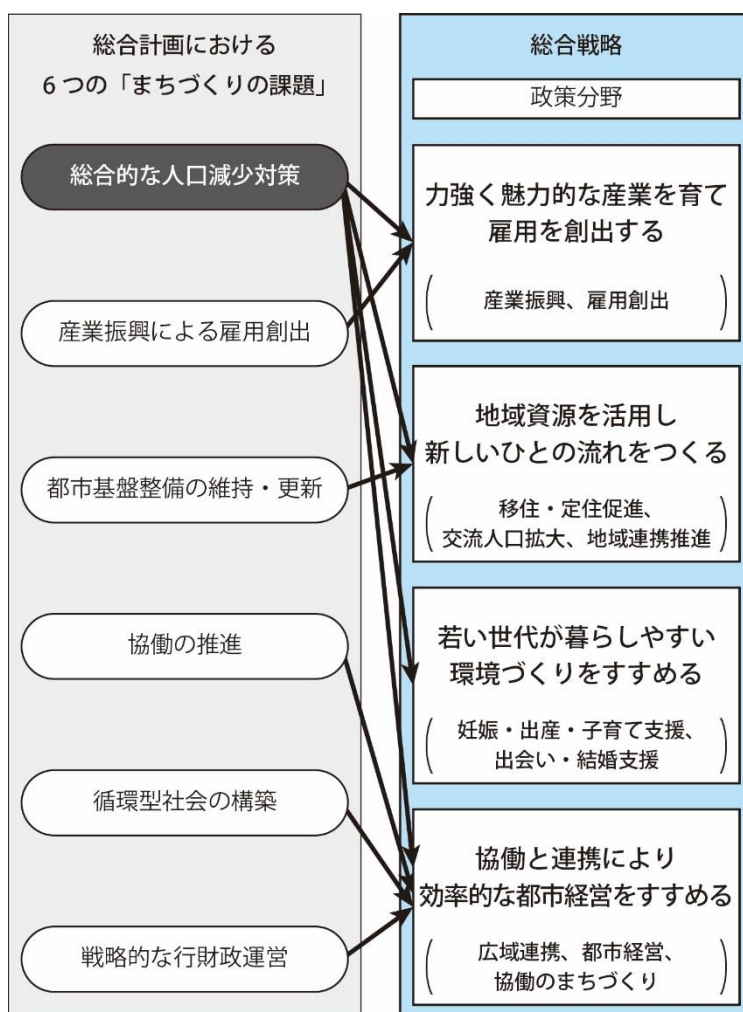 総合計画における
6つの「まちづくりの課題」
総合的な人口減少対策
産業振興による雇用創出
都市基盤整備の維持・更新
協働の推進
循環型社会の構築
戦略的な行財政運営
総合戦略
政策分野
力強く魅力的な産業を育て
雇用を創出する
(産業振興、雇用創出)
地域資源を活用し
新しいひとの流れをつくる
(移住・定住促進、
交流人口拡大、地域連携推進)
若い世代が暮らしやすい
環境づくりをすすめる
(妊娠・出産・子育て支援、
出会い・結婚支援)
協働と連携により
効率的な都市経営をすすめる
(広域連携、都市経営、
協働のまちづくり)